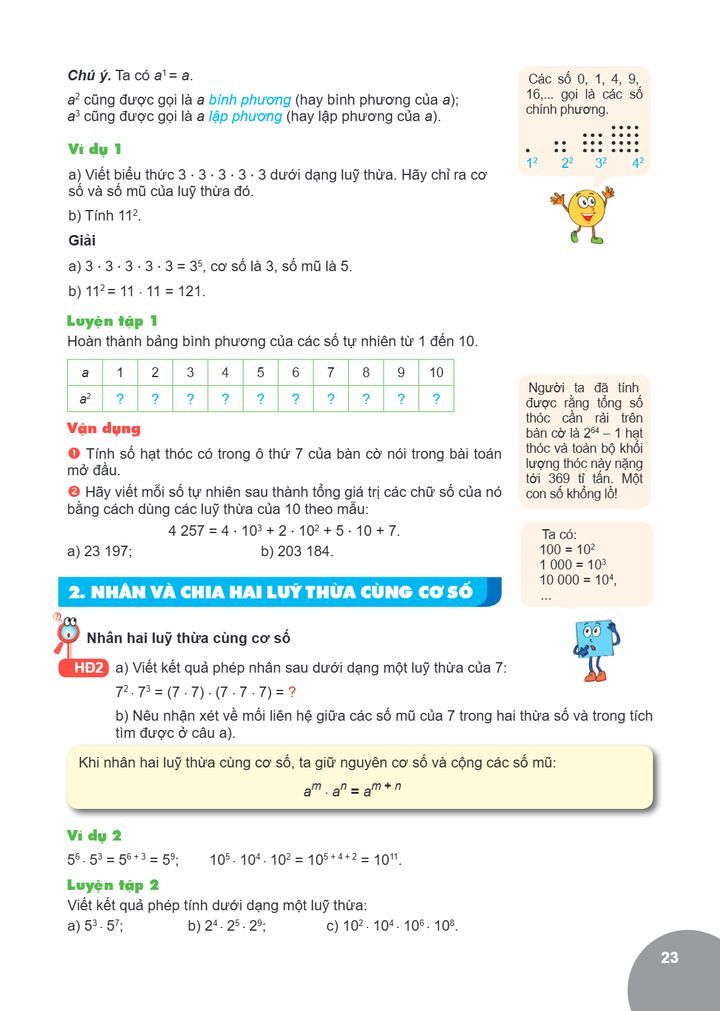 Chú ý. Ta có a¹ = a.
a² cũng được gọi là a bình phương (hay bình phương của a);
a³ cũng được gọi là a lập phương (hay lập phương của a).
Các số 0, 1, 4, 9,
16,... gọi là các số
chính phương.
1² 2² 3² 4²
Ví dụ 1
a) Viết biểu thức 3 · 3 · 3 · 3 · 3 dưới dạng luỹ thừa. Hãy chỉ ra cơ
số và số mũ của luỹ thừa đó.
b) Tính 11².
Giải
a) 3 · 3 · 3 · 3 · 3 = 3⁵, cơ số là 3, số mũ là 5.
b) 11² = 11 · 11 = 121.
Luyện tập 1
Hoàn thành bảng bình phương của các số tự nhiên từ 1 đến 10.
a 1 2 3 4 5 6 7 8 9 10
a² ? ? ? ? ? ? ? ? ? ?
Vận dụng
1 Tính số hạt thóc có trong ô thứ 7 của bàn cờ nói trong bài toán
mở đầu.
2 Hãy viết mỗi số tự nhiên sau thành tổng giá trị các chữ số của nó
bằng cách dùng các luỹ thừa của 10 theo mẫu:
4 257 = 4 · 10³ + 2 · 10² + 5 · 10 + 7.
a) 23 197; b) 203 184.
Người ta đã tính
được rằng tổng số
thóc cần rải trên
bàn cờ là 2⁶⁴ – 1 hạt
thóc và toàn bộ khối
lượng thóc này nặng
tới 369 tỉ tấn. Một
con số khổng lồ!
Ta có:
100 = 10²
1 000 = 10³
10 000 = 10⁴,
...
2. NHÂN VÀ CHIA HAI LUỸ THỪA CÙNG CƠ SỐ
Nhân hai luỹ thừa cùng cơ số
HĐ2 a) Viết kết quả phép nhân sau dưới dạng một luỹ thừa của 7:
7² · 7³ = (7 · 7) · (7 · 7 · 7) = ?
b) Nêu nhận xét về mối liên hệ giữa các số mũ của 7 trong hai thừa số và trong tích
tìm được ở câu a).
Khi nhân hai luỹ thừa cùng cơ số, ta giữ nguyên cơ số và cộng các số mũ:
aᵐ · aⁿ = aᵐ ⁺ ⁿ
Ví dụ 2
5⁶ · 5³ = 5⁶ ⁺ ³ = 5⁹; 10⁵ · 10⁴ · 10² = 10⁵ ⁺ ⁴ ⁺ ² = 10¹¹.
Luyện tập 2
Viết kết quả phép tính dưới dạng một luỹ thừa:
a) 5³ · 5⁷; b) 2⁴ · 2⁵ · 2⁹; c) 10² · 10⁴ · 10⁶ · 10⁸.
23